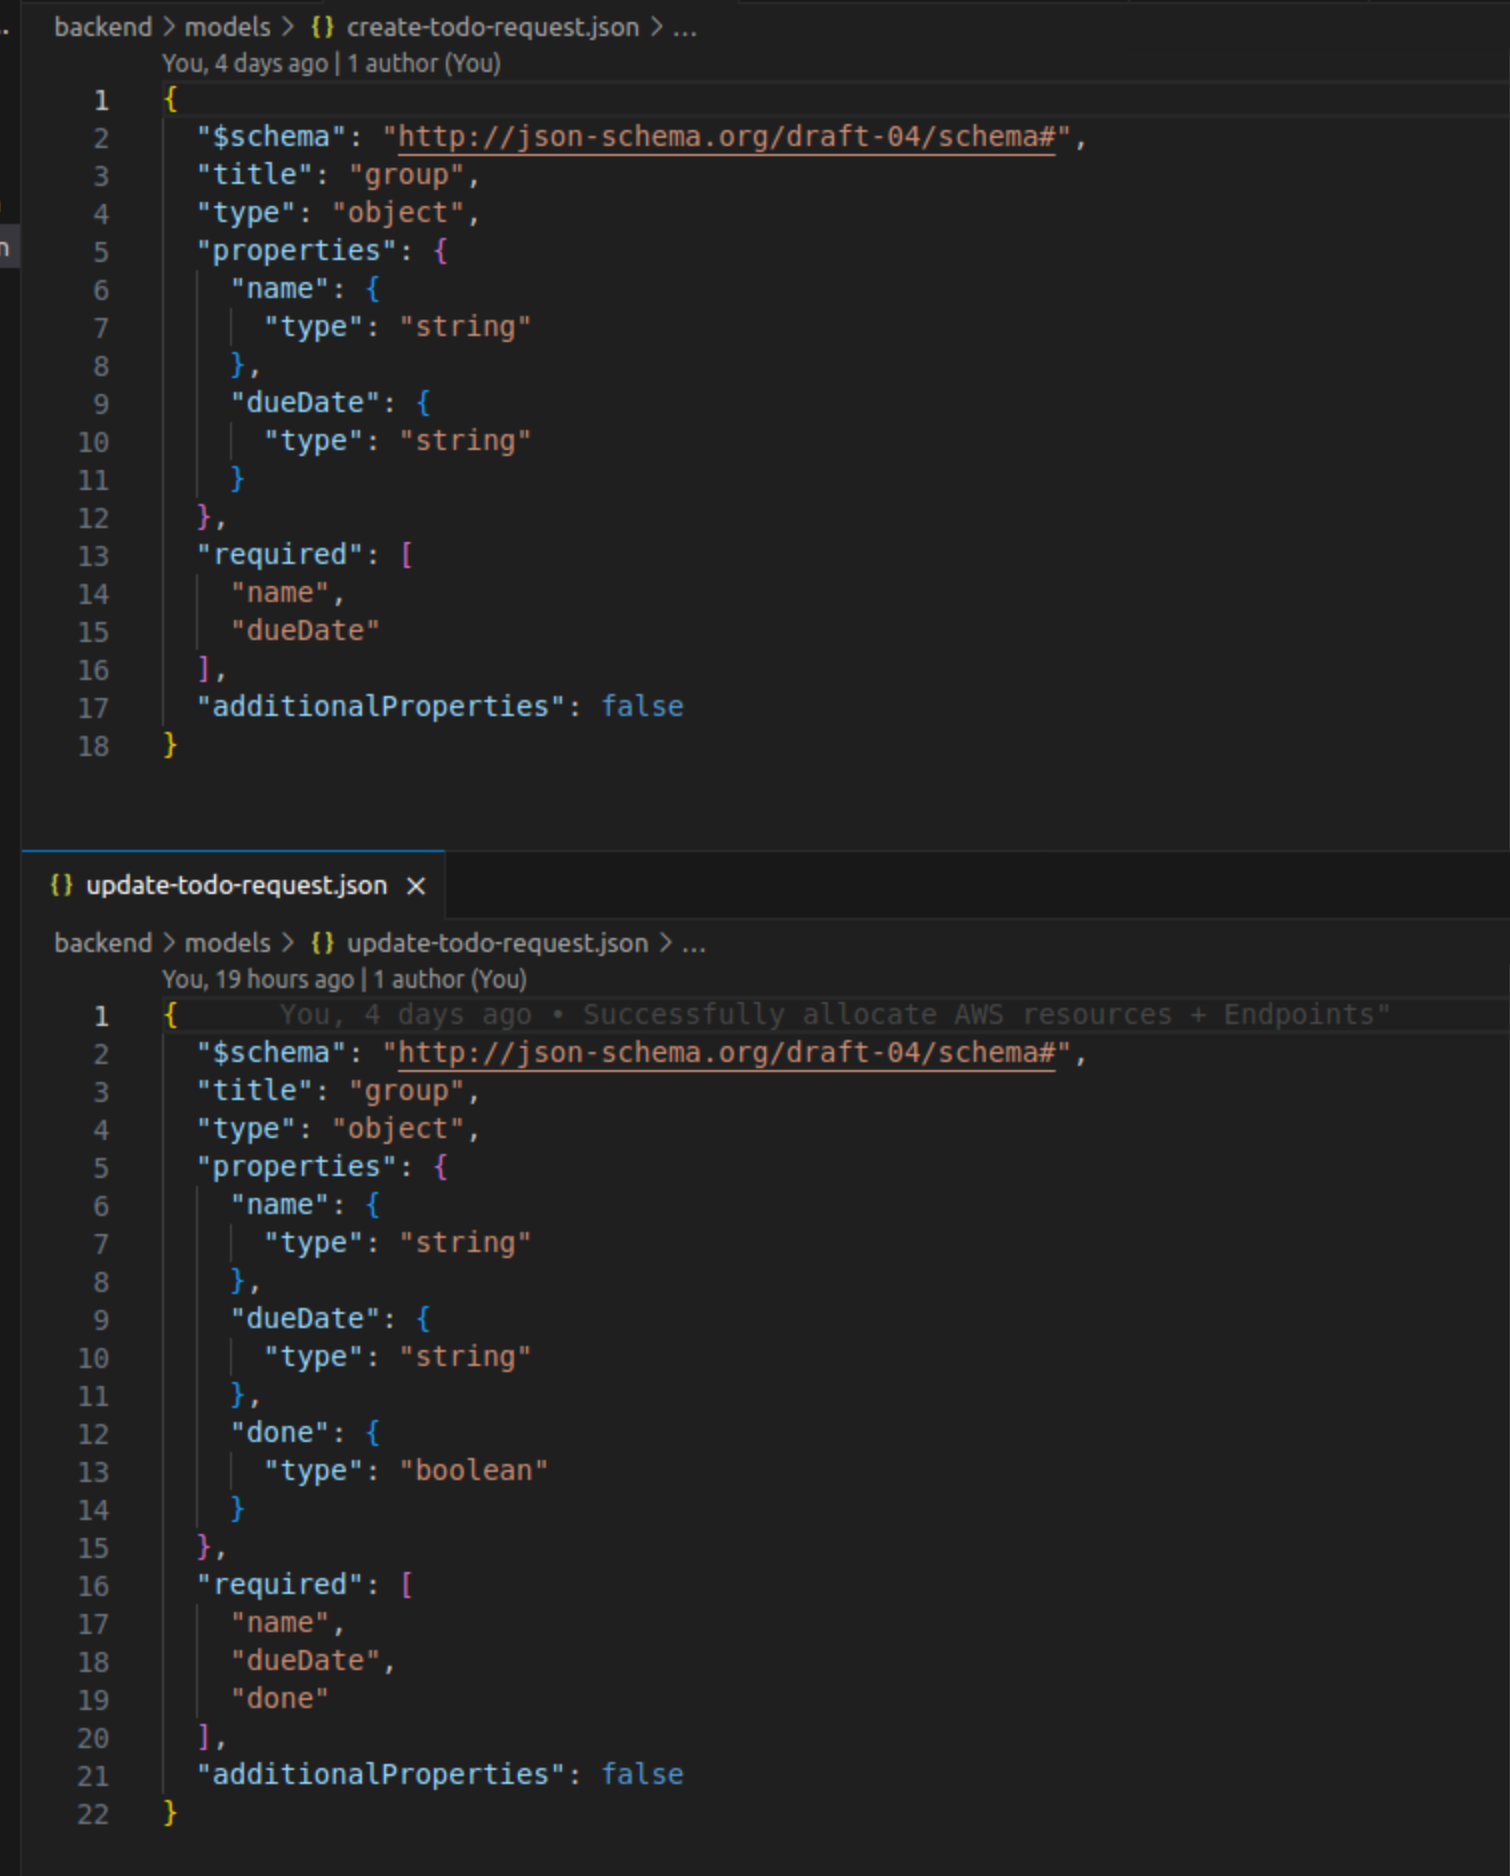 backend > models > {} create-todo-request.json > ...
You, 4 days ago | 1 author (You)
1 {
2   "$schema": "http://json-schema.org/draft-04/schema#",
3   "title": "group",
4   "type": "object",
5   "properties": {
6     "name": {
7       "type": "string"
8     },
9     "dueDate": {
10       "type": "string"
11     }
12   },
13   "required": [
14     "name",
15     "dueDate"
16   ],
17   "additionalProperties": false
18 }
{} update-todo-request.json ×
backend > models > {} update-todo-request.json > ...
You, 19 hours ago | 1 author (You)
1 {      You, 4 days ago • Successfully allocate AWS resources + Endpoints"
2   "$schema": "http://json-schema.org/draft-04/schema#",
3   "title": "group",
4   "type": "object",
5   "properties": {
6     "name": {
7       "type": "string"
8     },
9     "dueDate": {
10       "type": "string"
11     },
12     "done": {
13       "type": "boolean"
14     }
15   },
16   "required": [
17     "name",
18     "dueDate",
19     "done"
20   ],
21   "additionalProperties": false
22 }